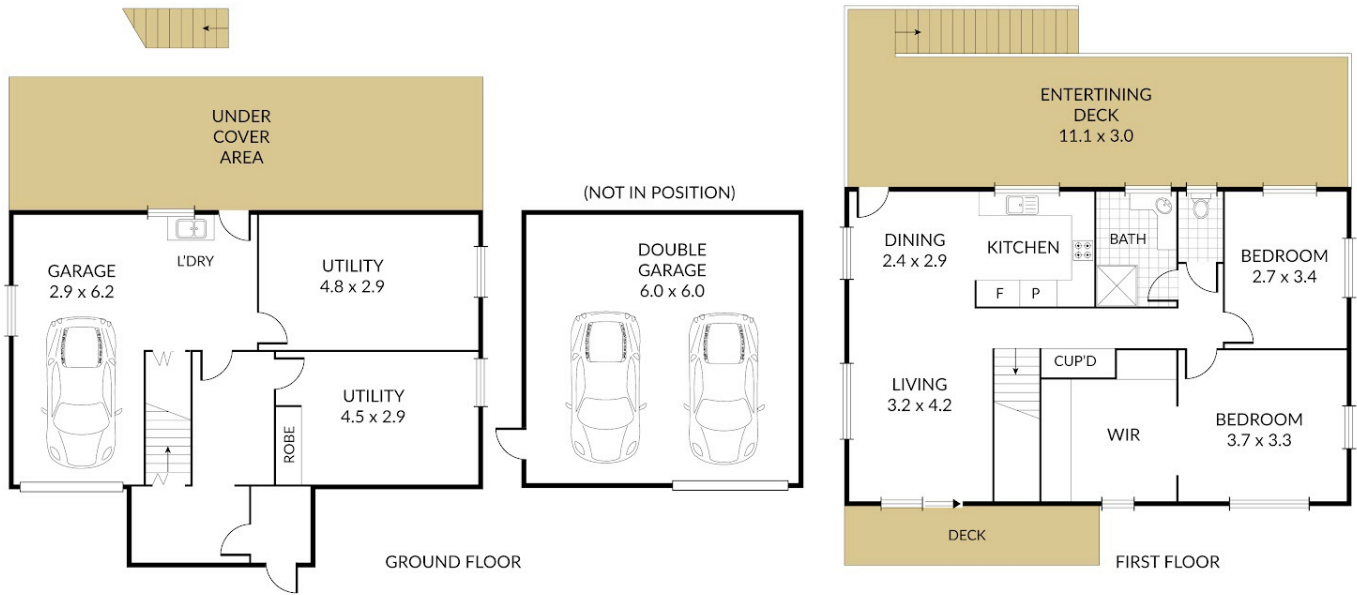 UNDER
COVER
AREA
GARAGE
2.9 x 6.2
L'DRY
UTILITY
4.8 x 2.9
UTILITY
4.5 x 2.9
ROBE
GROUND FLOOR
(NOT IN POSITION)
DOUBLE
GARAGE
6.0 x 6.0
ENTERTINING
DECK
11.1 x 3.0
DINING
2.4 x 2.9
KITCHEN
F
P
BATH
BEDROOM
2.7 x 3.4
LIVING
3.2 x 4.2
CUP'D
WIR
BEDROOM
3.7 x 3.3
DECK
FIRST FLOOR